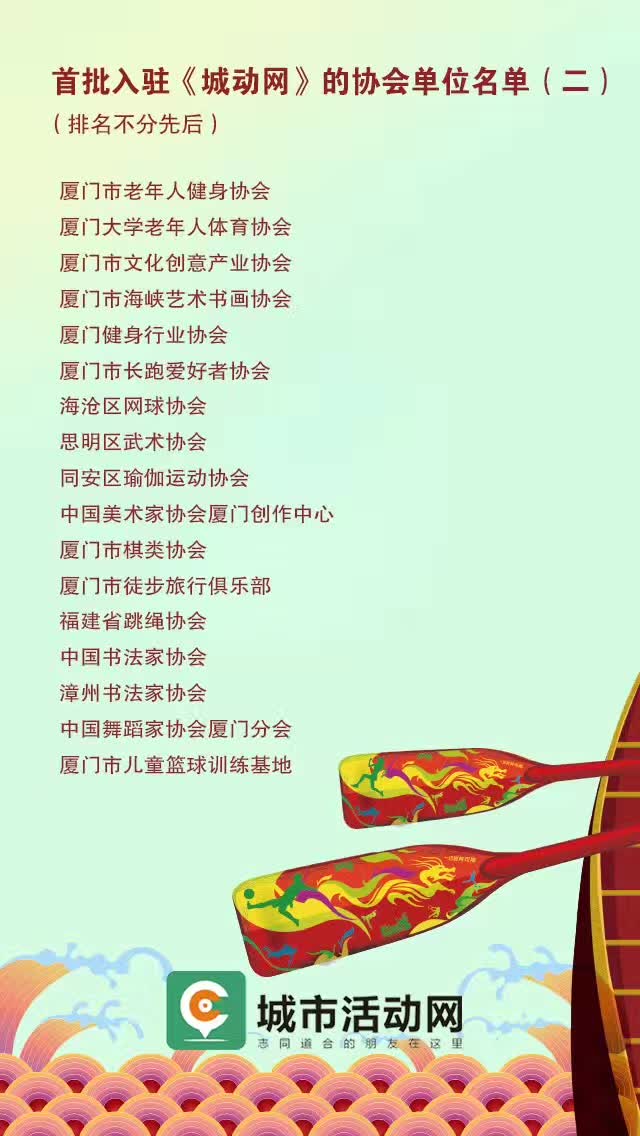 首批入驻《城动网》的协会单位名单（二）
（排名不分先后）
厦门市老年人健身协会
厦门大学老年人体育协会
厦门市文化创意产业协会
厦门市海峡艺术书画协会
厦门健身行业协会
厦门市长跑爱好者协会
海沧区网球协会
思明区武术协会
同安区瑜伽运动协会
中国美术家协会厦门创作中心
厦门市棋类协会
厦门市徒步旅行俱乐部
福建省跳绳协会
中国书法家协会
漳州书法家协会
中国舞蹈家协会厦门分会
厦门市儿童篮球训练基地
城市活动网
志同道合的朋友在这里